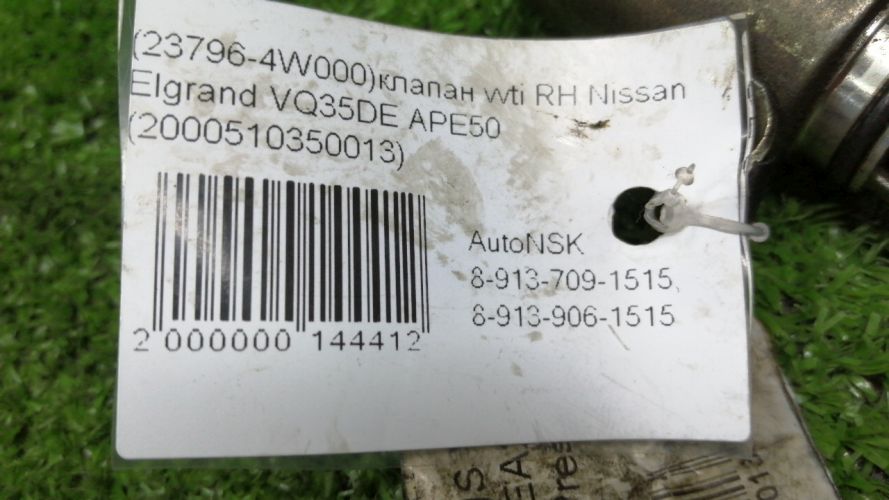 (23796-4W000)клапан vvti RH Nissan
Elgrand VQ35DE APE50
(2000510350013)
AutoNSK
8-913-709-1515,
8-913-906-1515
2 000000 144412